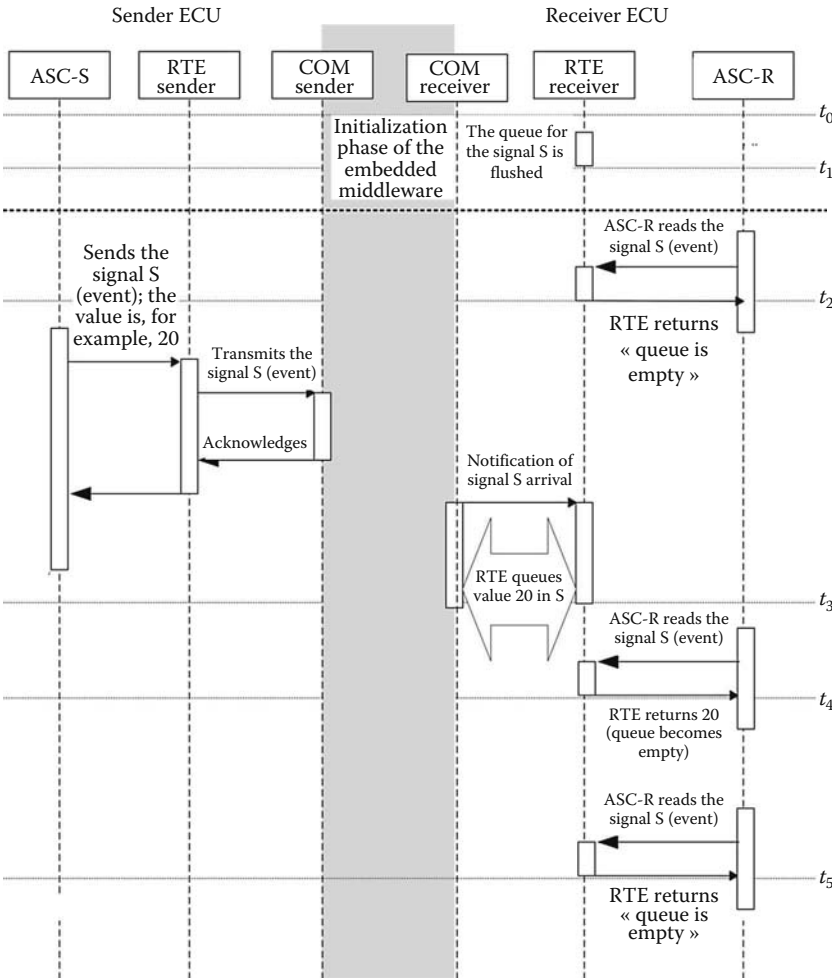 Sender ECU
Receiver ECU
ASC-S
RTE
sender
COM
sender
COM
receiver
RTE
receiver
ASC-R
t0
Initialization
phase of the
embedded
middleware
The queue for
the signal S is
flushed
t1
ASC-R reads the
signal S (event)
Sends the
signal S
(event); the
value is, for
example, 20
t2
RTE returns
« queue is
empty »
Transmits the
signal S (event)
Acknowledges
Notification of
signal S arrival
RTE queues
value 20 in S
t3
ASC-R reads the
signal S (event)
t4
RTE returns 20
(queue becomes
empty)
ASC-R reads the
signal S (event)
t5
RTE returns
« queue is
empty »